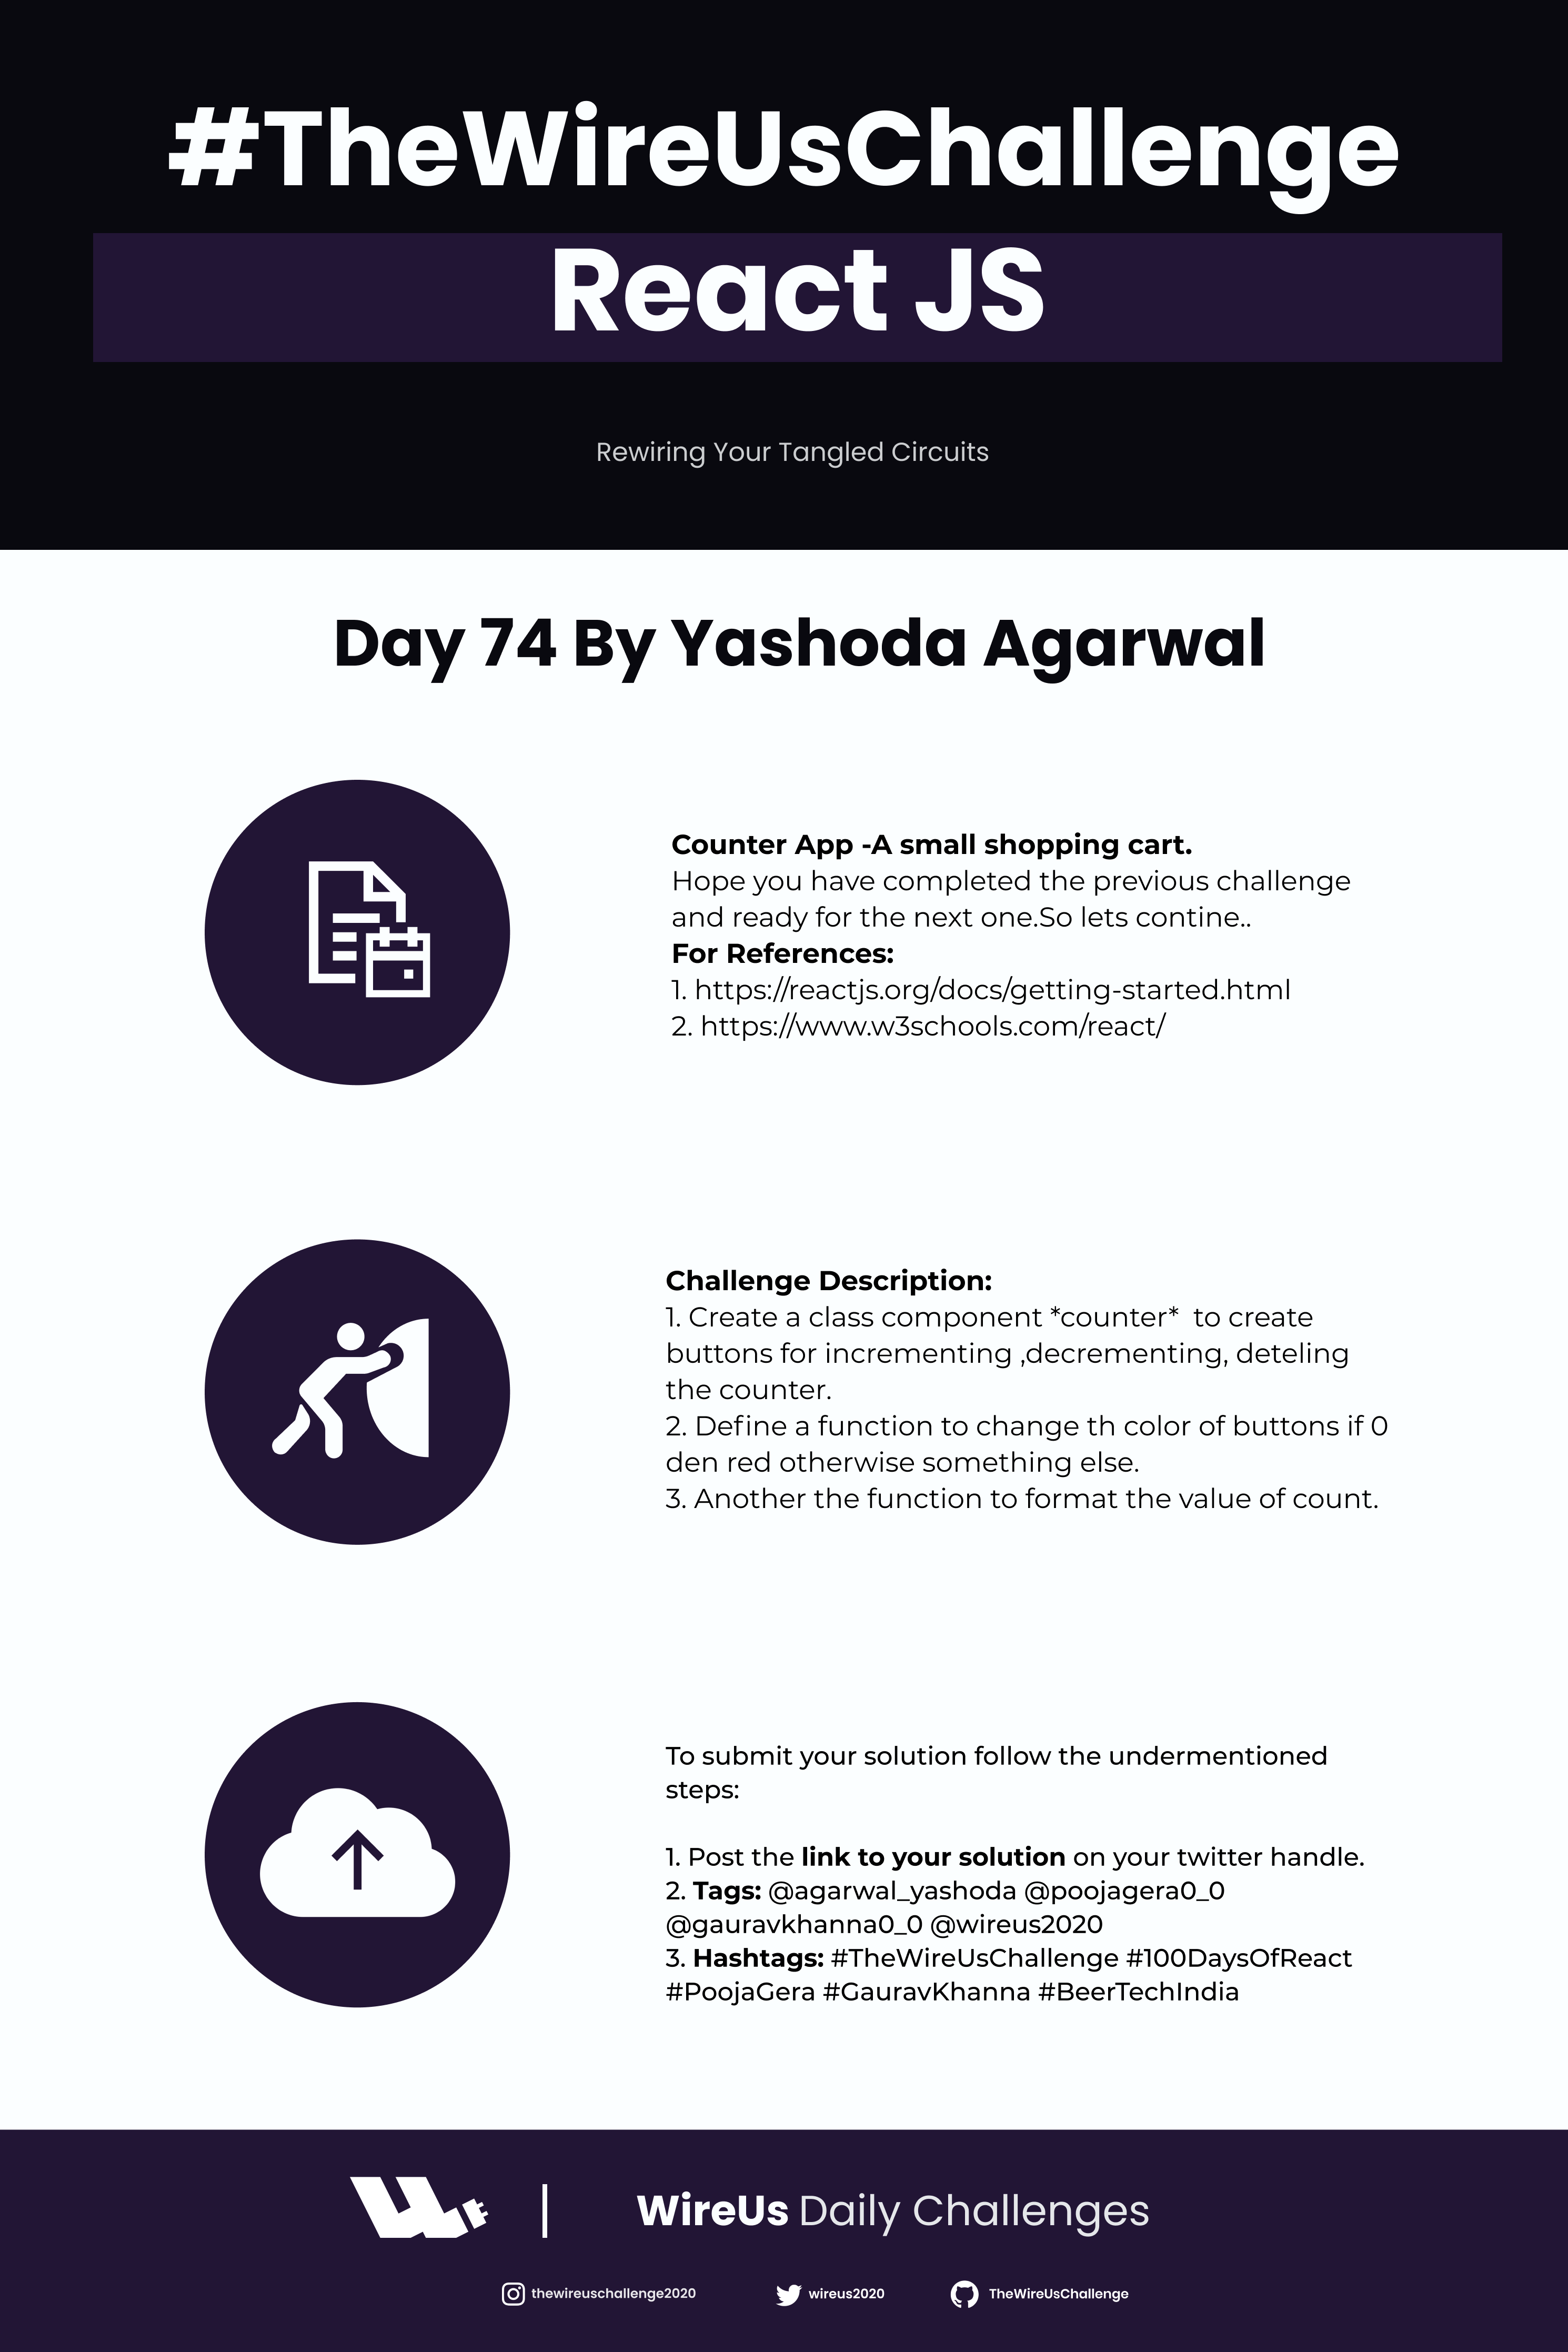 #TheWireUsChallenge
React JS
Rewiring Your Tangled Circuits
Day 74 By Yashoda Agarwal
Counter App -A small shopping cart.
Hope you have completed the previous challenge
and ready for the next one.So lets contine..
For References:
1. https://reactjs.org/docs/getting-started.html
2. https://www.w3schools.com/react/
Challenge Description:
1. Create a class component *counter*  to create
buttons for incrementing ,decrementing, deteling
the counter.
2. Define a function to change th color of buttons if 0
den red otherwise something else.
3. Another the function to format the value of count.
To submit your solution follow the undermentioned
steps:
1. Post the link to your solution on your twitter handle.
2. Tags: @agarwal_yashoda @poojagera0_0
@gauravkhanna0_0 @wireus2020
3. Hashtags: #TheWireUsChallenge #100DaysOfReact
#PoojaGera #GauravKhanna #BeerTechIndia
WireUs Daily Challenges
thewireuschallenge2020 wireus2020 TheWireUsChallenge